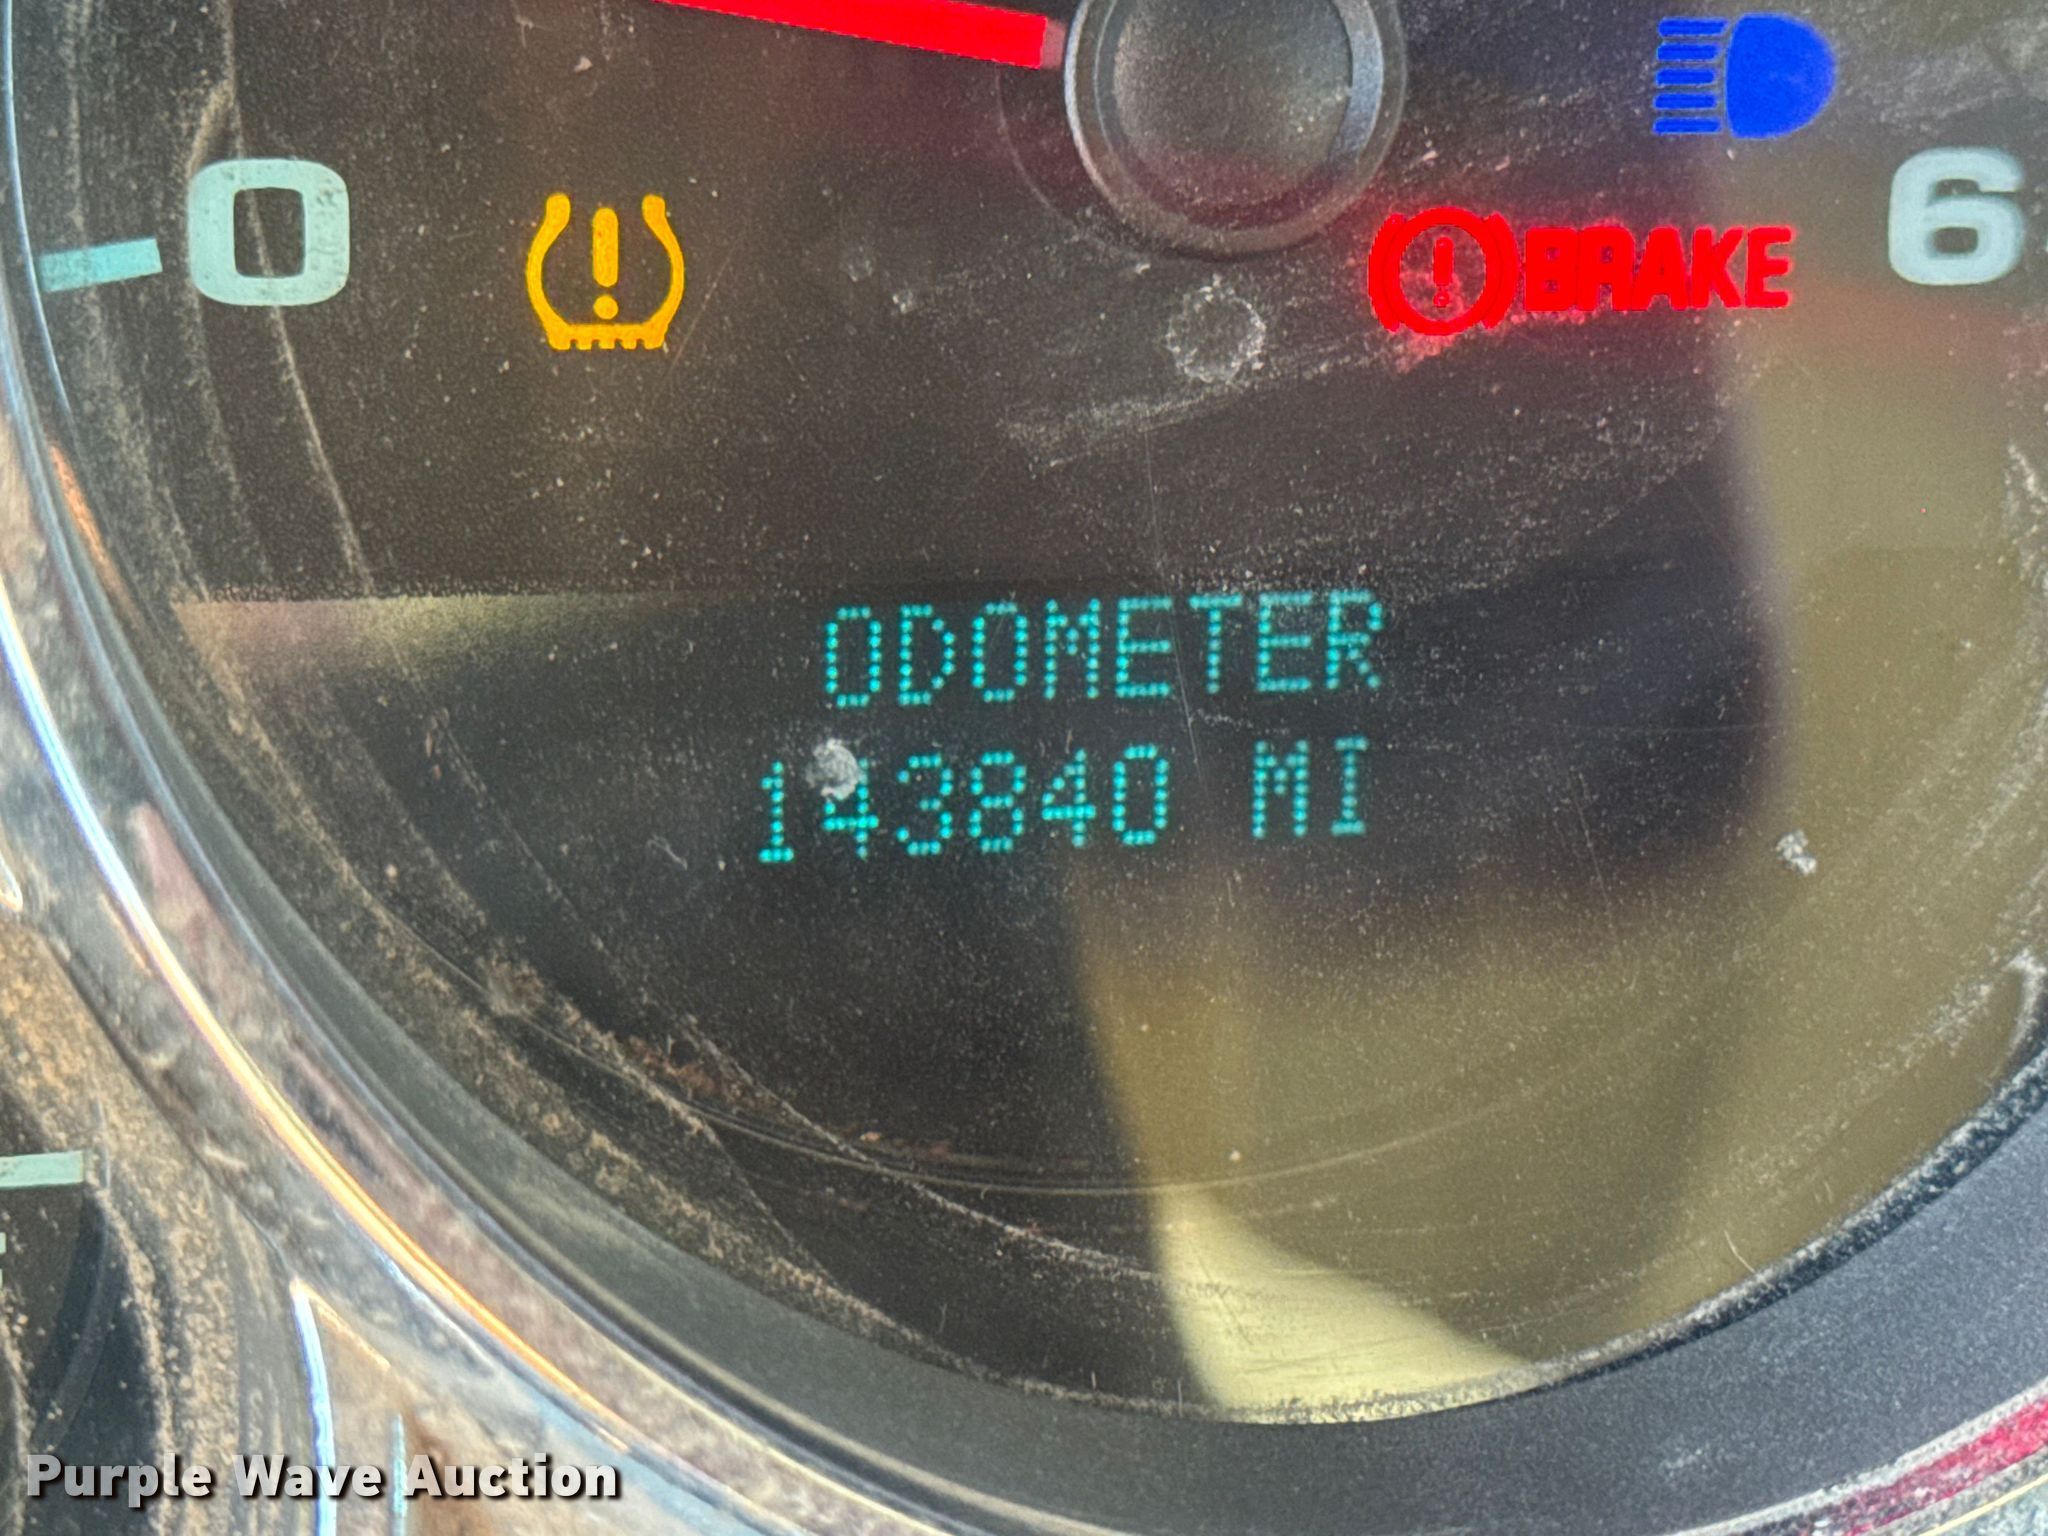 0
BRAKE
6
ODOMETER
143840 MI
Purple Wave Auction